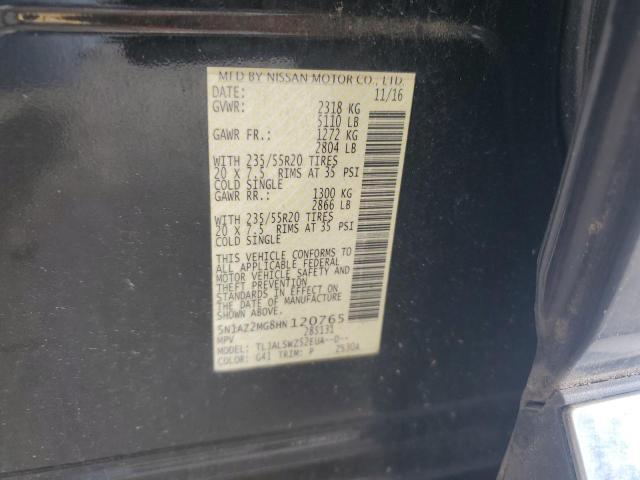 MFD BY NISSAN MOTOR CO., LTD.
DATE: 11/16
GVWR: 2318 KG
5110 LB
GAWR FR.: 1272 KG
2804 LB
WITH 235/55R20 TIRES
20 X 7.5 RIMS AT 35 PSI
COLD SINGLE
GAWR RR.: 1300 KG
2866 LB
WITH 235/55R20 TIRES
20 X 7.5 RIMS AT 35 PSI
COLD SINGLE
THIS VEHICLE CONFORMS TO
ALL APPLICABLE FEDERAL
MOTOR VEHICLE SAFETY AND
THEFT PREVENTION
STANDARDS IN EFFECT ON
THE DATE OF MANUFACTURE
SHOWN ABOVE.
5N1AZ2MG8HN120765
MPV 285131
MODEL: TLJALSWZ52EUA--D--
COLOR: G41 TRIM: P 2530A